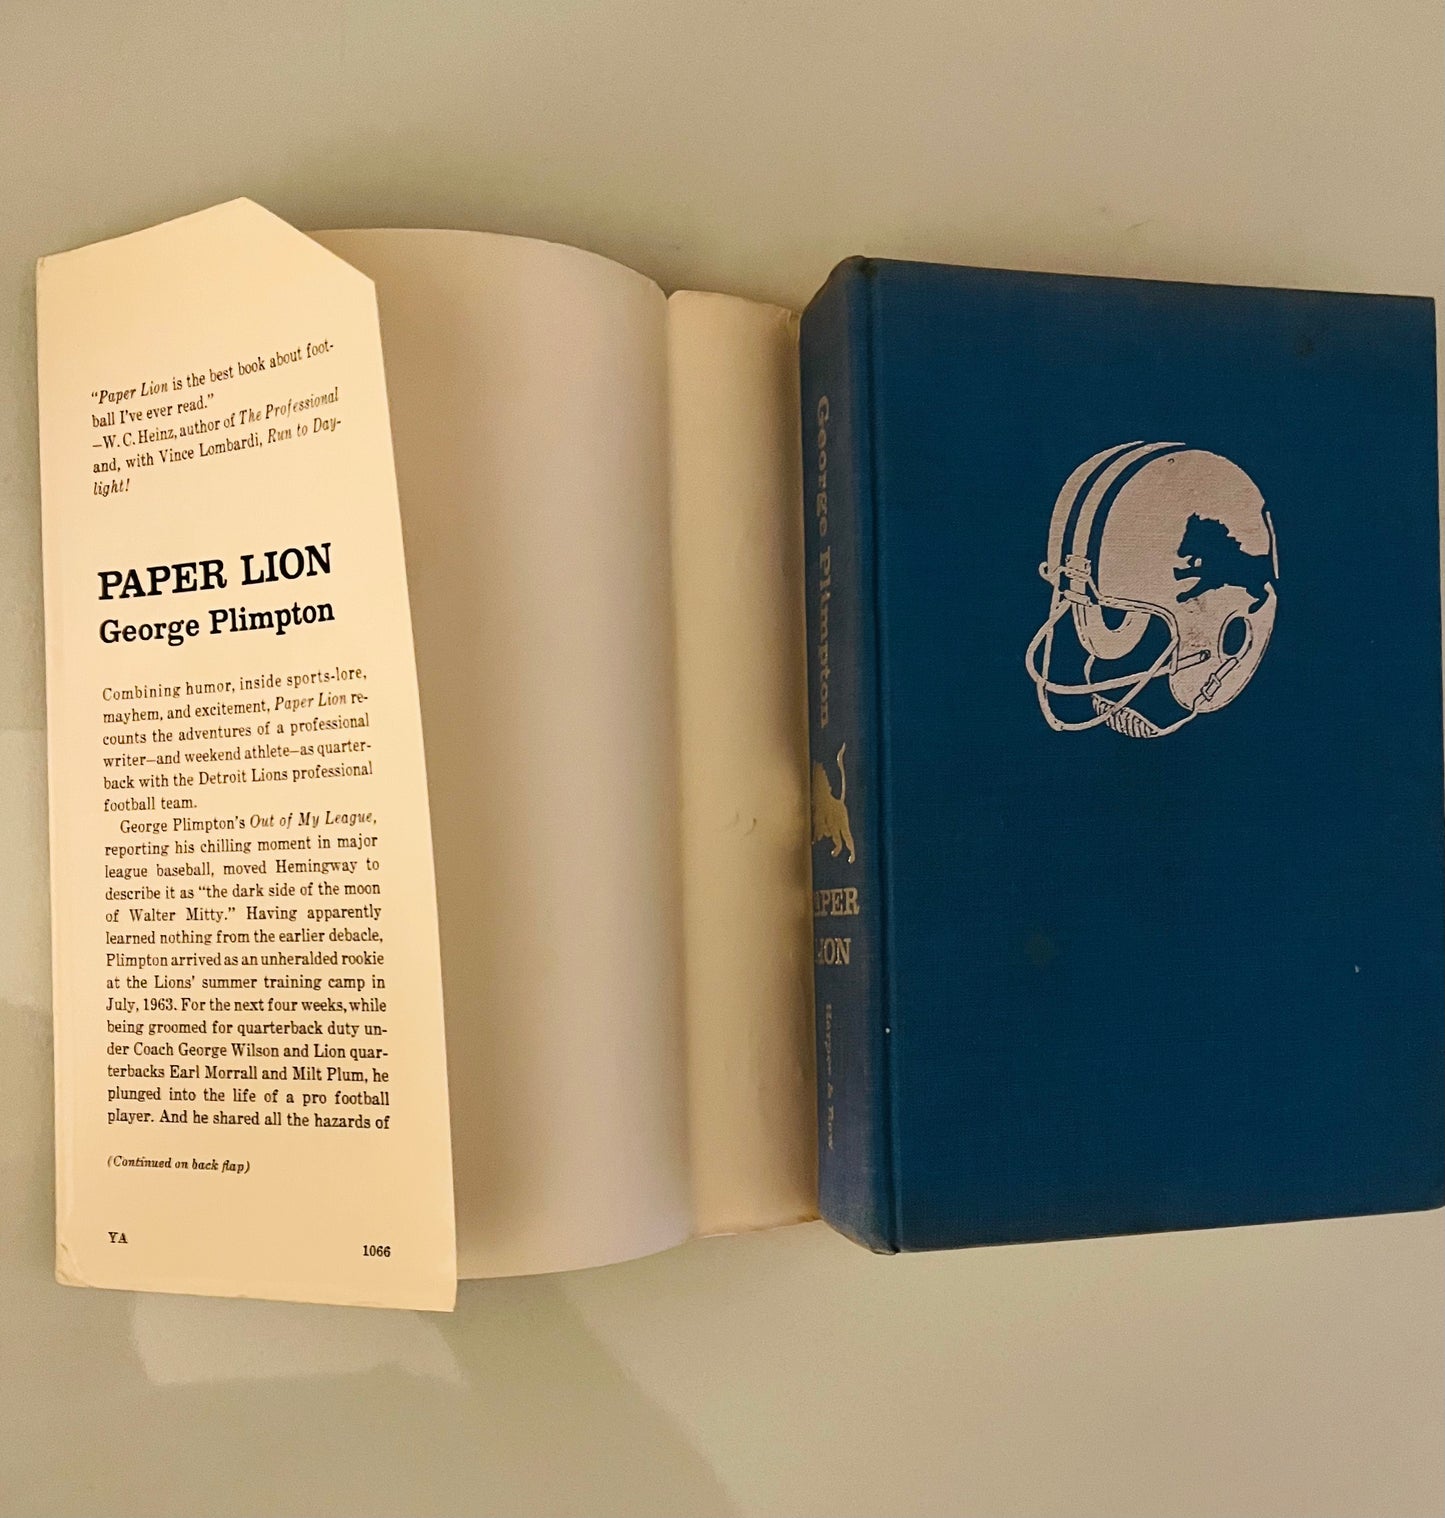 “Paper Lion is the best book about foot-
ball I've ever read.”
—W. C. Heinz, author of The Professional
and, with Vince Lombardi, Run to Day-
light!
PAPER LION
George Plimpton
Combining humor, inside sports-lore,
mayhem, and excitement, Paper Lion re-
counts the adventures of a professional
writer—and weekend athlete—as quarter-
back with the Detroit Lions professional
football team.
George Plimpton's Out of My League,
reporting his chilling moment in major
league baseball, moved Hemingway to
describe it as “the dark side of the moon
of Walter Mitty.” Having apparently
learned nothing from the earlier debacle,
Plimpton arrived as an unheralded rookie
at the Lions' summer training camp in
July, 1963. For the next four weeks, while
being groomed for quarterback duty un-
der Coach George Wilson and Lion quar-
terbacks Earl Morrall and Milt Plum, he
plunged into the life of a pro football
player. And he shared all the hazards of
(Continued on back flap)
YA
1066
George Plimpton
PAPER
LION
Harper & Row